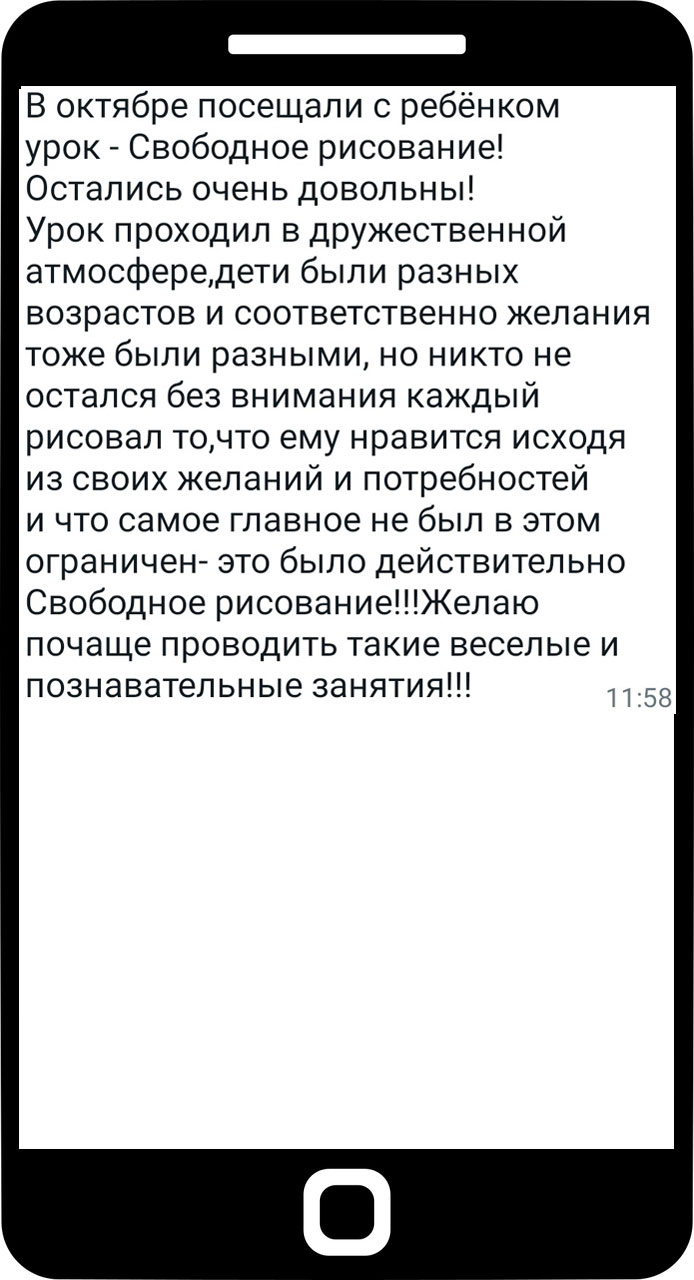 В октябре посещали с ребёнком
урок - Свободное рисование!
Остались очень довольны!
Урок проходил в дружественной
атмосфере,дети были разных
возрастов и соответственно желания
тоже были разными, но никто не
остался без внимания каждый
рисовал то,что ему нравится исходя
из своих желаний и потребностей
и что самое главное не был в этом
ограничен- это было действительно
Свободное рисование!!!Желаю
почаще проводить такие веселые и
познавательные занятия!!!
11:58